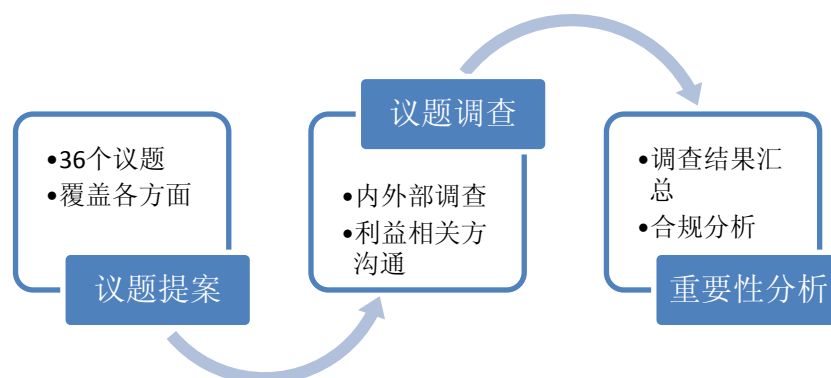 •36个议题
•覆盖各方面
议题提案
议题调查
•内外部调查
•利益相关方
沟通
•调查结果汇
总
•合规分析
重要性分析